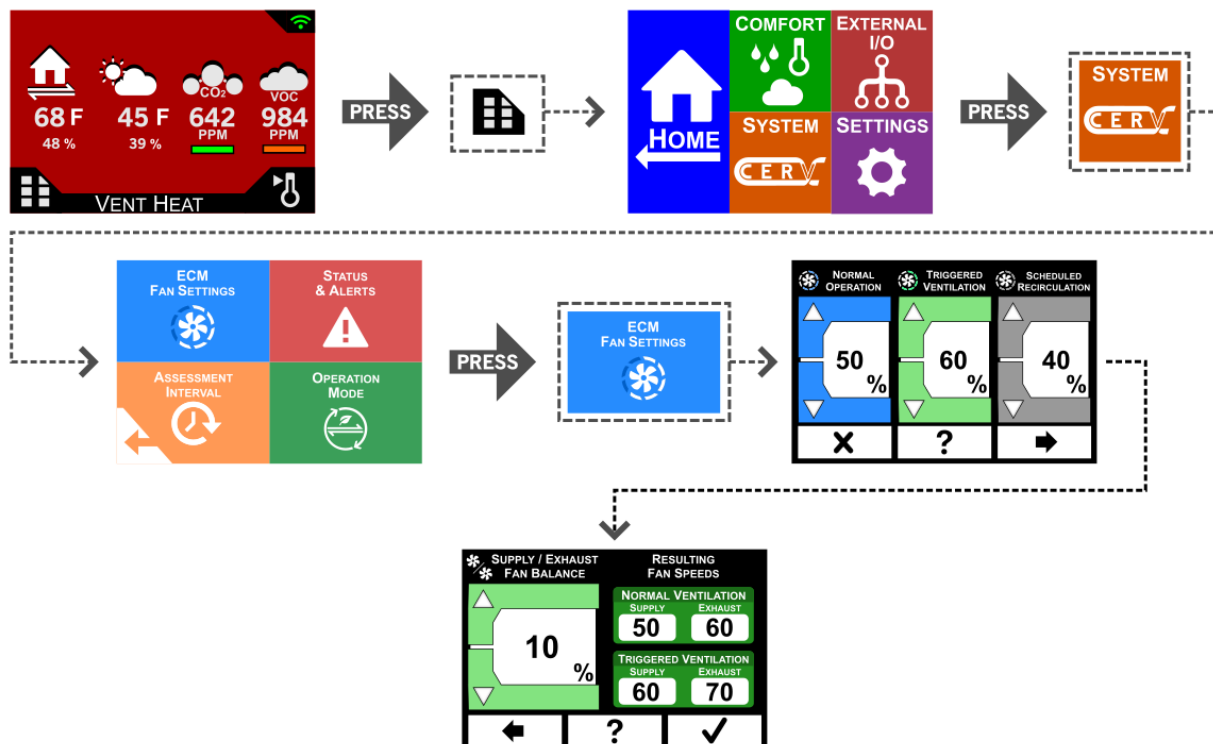 68 F
48 %
45 F
39 %
CO₂
642
PPM
VOC
984
PPM
VENT HEAT
PRESS
HOME
COMFORT
EXTERNAL
I/O
SYSTEM
CERV
SETTINGS
PRESS
SYSTEM
CERV
ECM
FAN SETTINGS
STATUS
& ALERTS
ASSESSMENT
INTERVAL
OPERATION
MODE
PRESS
ECM
FAN SETTINGS
NORMAL
OPERATION
50
%
TRIGGERED
VENTILATION
60
%
SCHEDULED
RECIRCULATION
40
%
?
SUPPLY / EXHAUST
FAN BALANCE
10
%
RESULTING
FAN SPEEDS
NORMAL VENTILATION
SUPPLY EXHAUST
50 60
TRIGGERED VENTILATION
SUPPLY EXHAUST
60 70
?